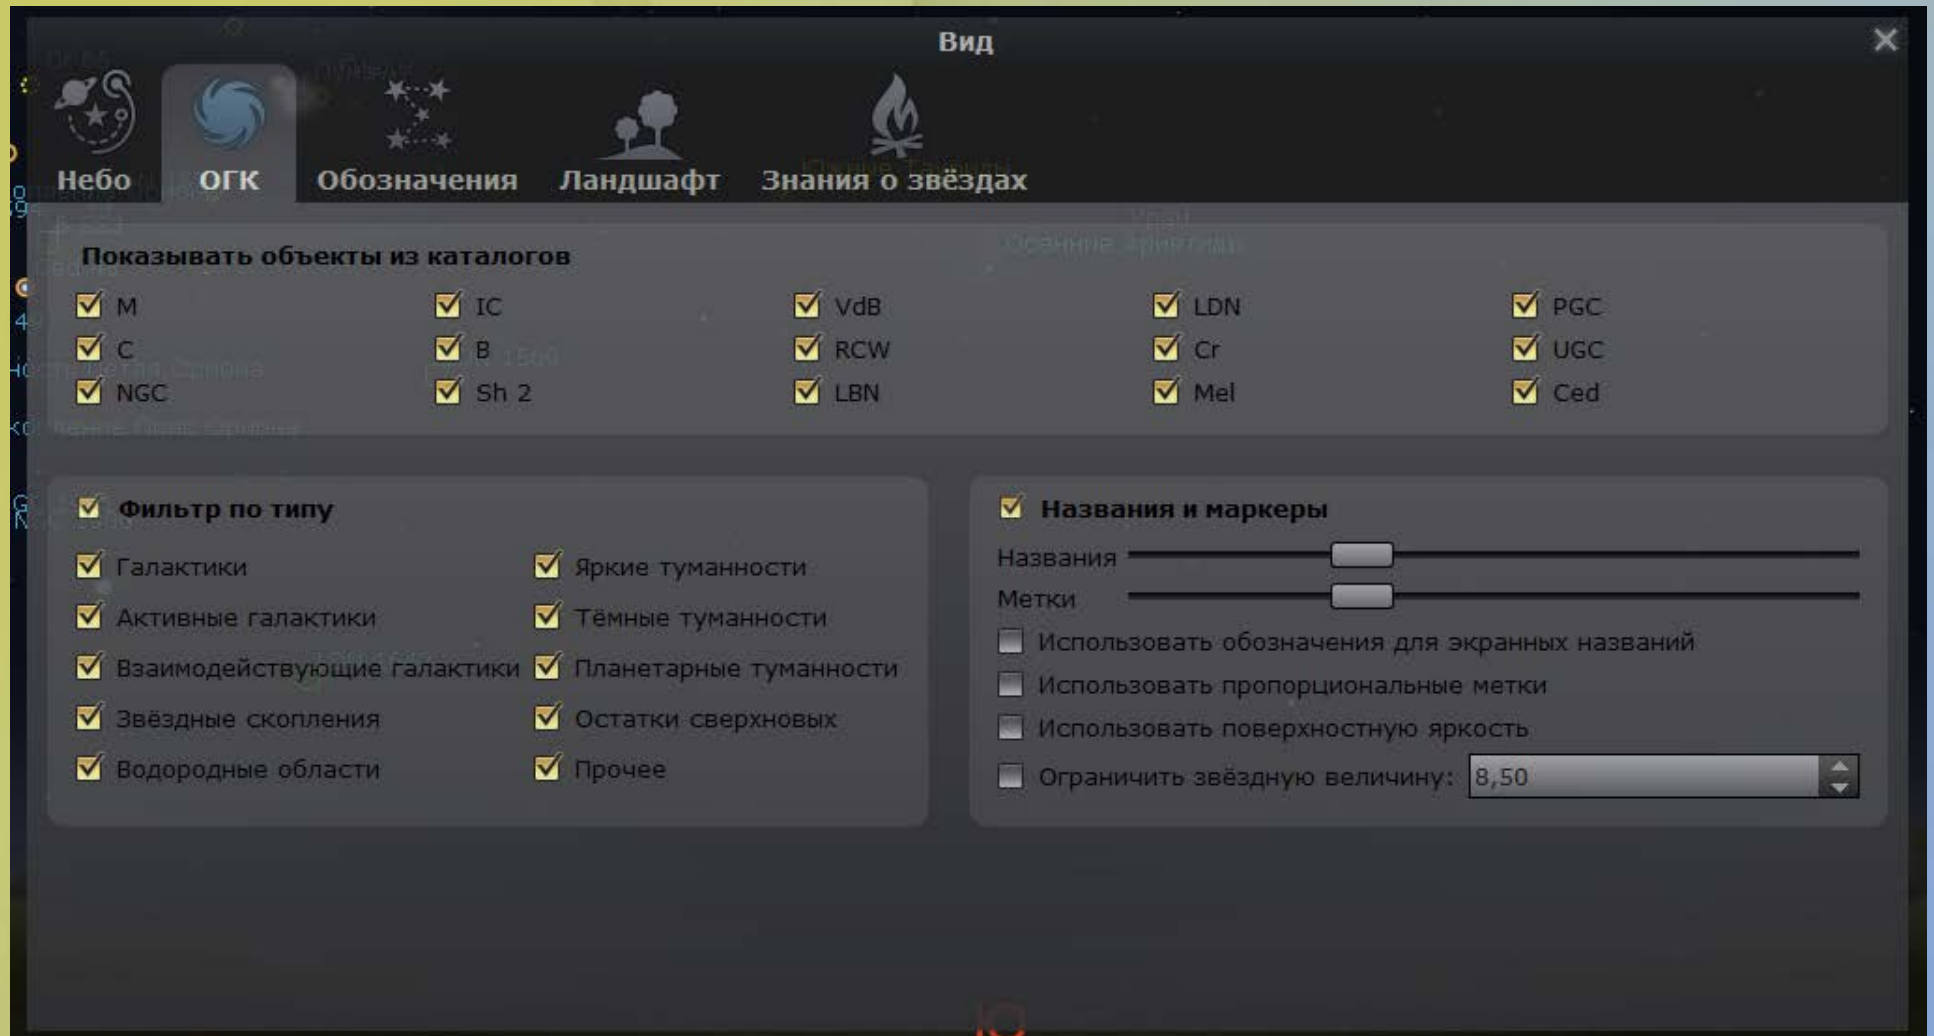 Вид
Небо ОГК Обозначения Ландшафт Знания о звёздах
Показывать объекты из каталогов
M IC VdB LDN PGC
C B RCW Cr UGC
NGC Sh 2 LBN Mel Ced
Фильтр по типу
Галактики Яркие туманности
Активные галактики Тёмные туманности
Взаимодействующие галактики Планетарные туманности
Звёздные скопления Остатки сверхновых
Водородные области Прочее
Названия и маркеры
Названия
Метки
Использовать обозначения для экранных названий
Использовать пропорциональные метки
Использовать поверхностную яркость
Ограничить звёздную величину: 8,50
Ю